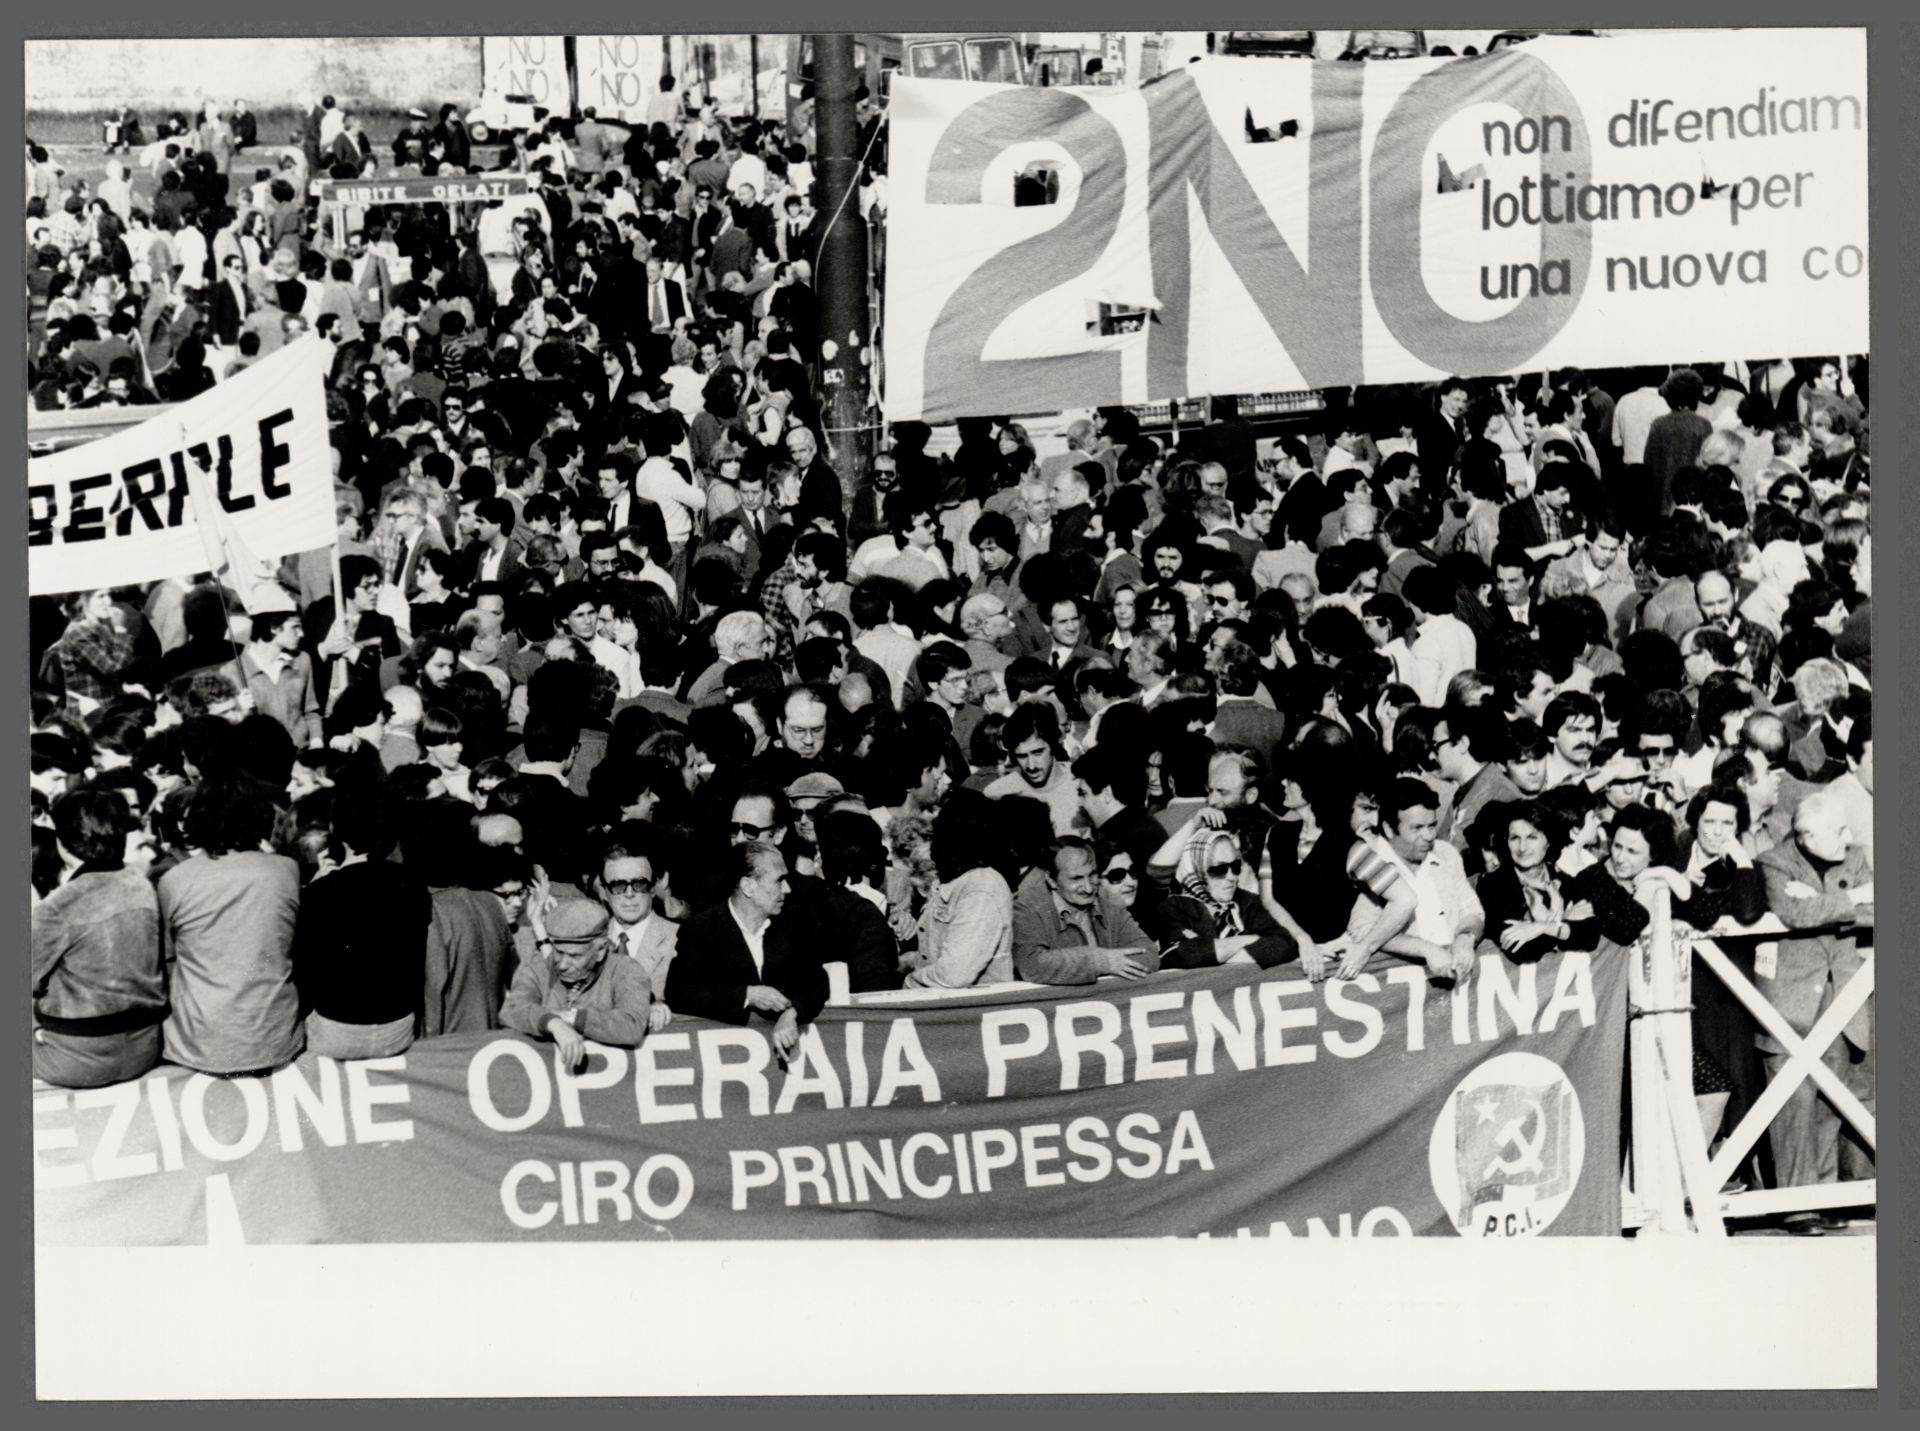 NO NO
NO NO
BIBITE GELATI
2NO
non difendiam
lottiamo per
una nuova co
BERALE
EZIONE OPERAIA PRENESTINA
CIRO PRINCIPESSA
LIANO
P.C.I.